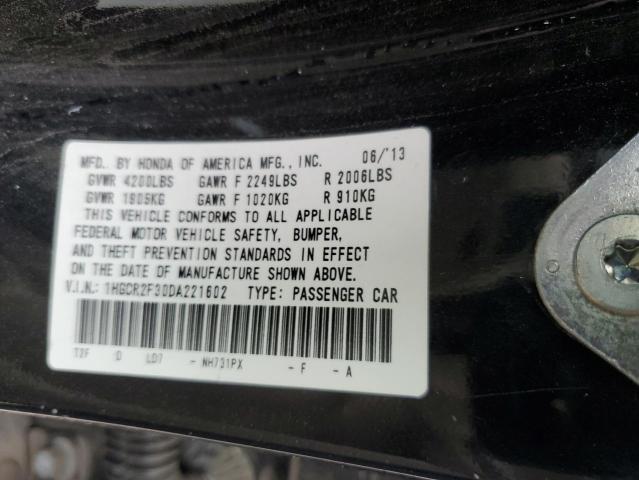 MFD. BY HONDA OF AMERICA MFG., INC. 06/'13
GVWR 4200LBS GAWR F 2249LBS R 2006LBS
GVWR 1905KG GAWR F 1020KG R 910KG
THIS VEHICLE CONFORMS TO ALL APPLICABLE
FEDERAL MOTOR VEHICLE SAFETY, BUMPER,
AND THEFT PREVENTION STANDARDS IN EFFECT
ON THE DATE OF MANUFACTURE SHOWN ABOVE.
V.I.N.: 1HGCR2F30DA221602 TYPE: PASSENGER CAR
T2F D LD7 - NH731PX - F - A